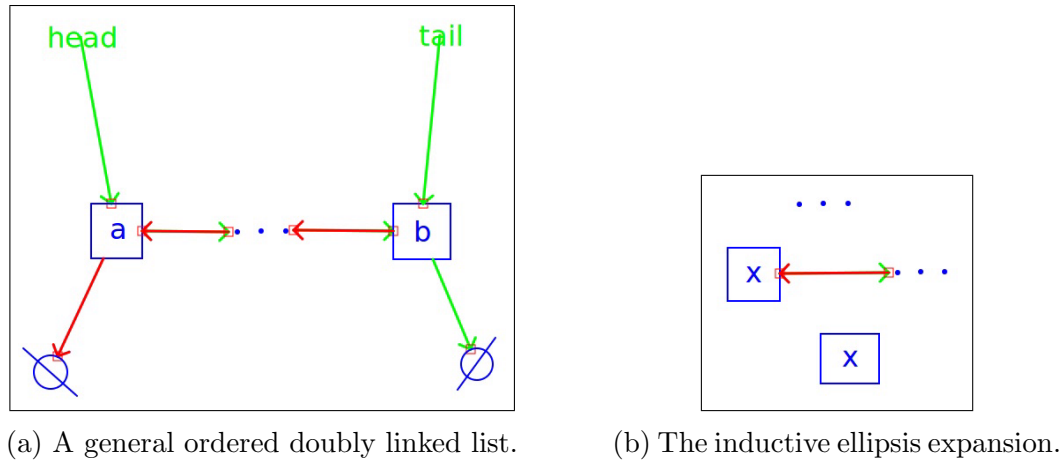 head tail
a b
x
x
(a) A general ordered doubly linked list. (b) The inductive ellipsis expansion.